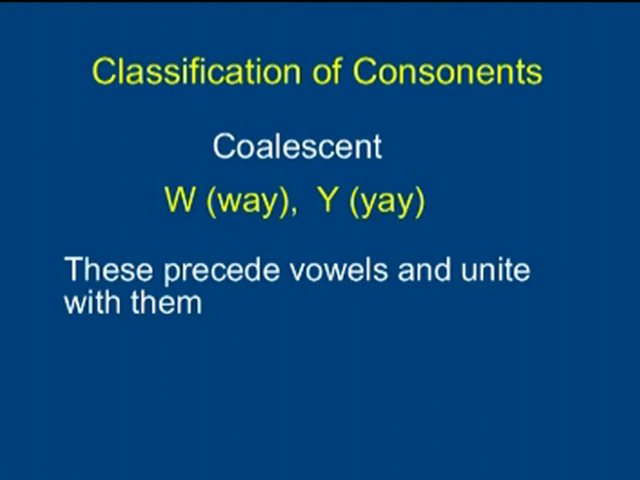 Classification of Consonents
Coalescent
W (way), Y (yay)
These precede vowels and unite
with them